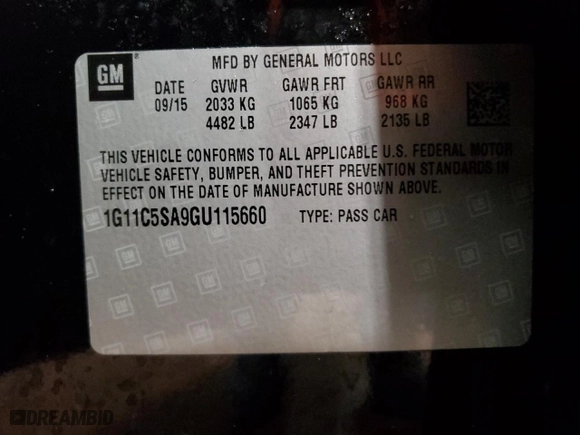 GM
MFD BY GENERAL MOTORS LLC
DATE GVWR GAWR FRT GAWR RR
09/15 2033 KG 1065 KG 968 KG
4482 LB 2347 LB 2135 LB
THIS VEHICLE CONFORMS TO ALL APPLICABLE U.S. FEDERAL MOTOR
VEHICLE SAFETY, BUMPER, AND THEFT PREVENTION STANDARDS IN
EFFECT ON THE DATE OF MANUFACTURE SHOWN ABOVE.
1G11C5SA9GU115660 TYPE: PASS CAR
DREAMBID